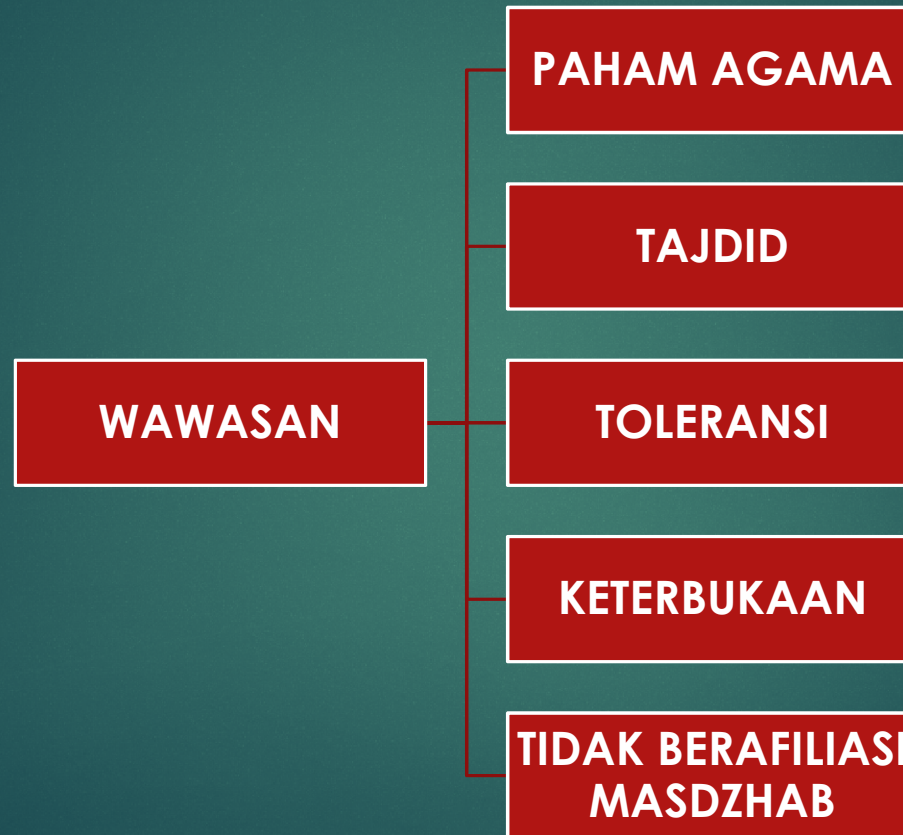 WAWASAN
PAHAM AGAMA
TAJDID
TOLERANSI
KETERBUKAAN
TIDAK BERAFILIASI
MASDZHAB